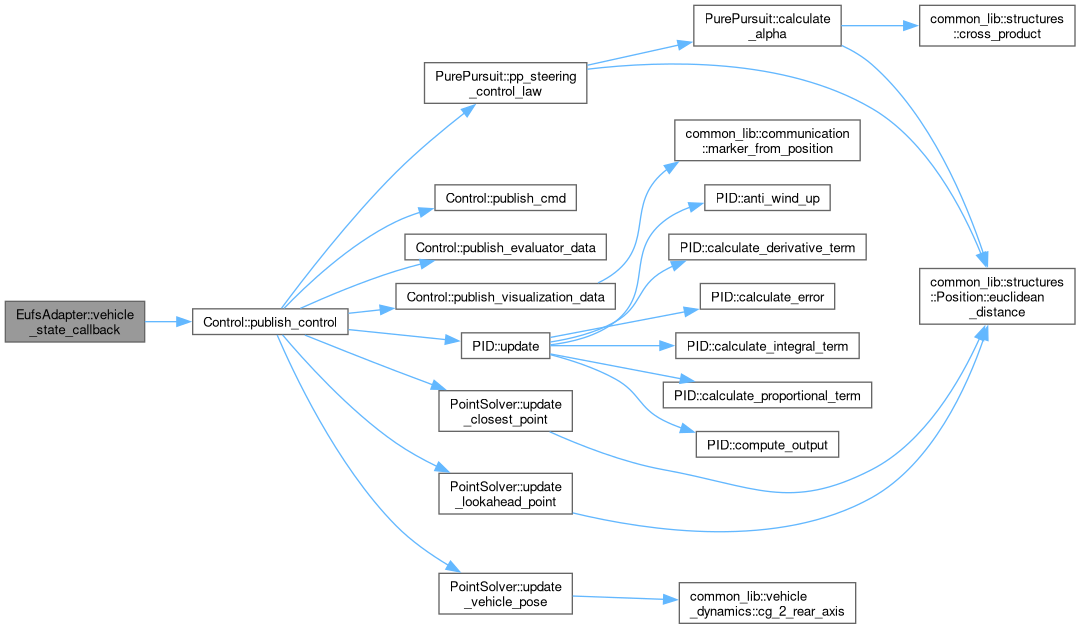 EufsAdapter::vehicle
_state_callback
Control::publish_control
PurePursuit::pp_steering
_control_law
Control::publish_cmd
Control::publish_evaluator_data
Control::publish_visualization_data
PID::update
PointSolver::update
_closest_point
PointSolver::update
_lookahead_point
PointSolver::update
_vehicle_pose
PurePursuit::calculate
_alpha
common_lib::communication
::marker_from_position
PID::anti_wind_up
PID::calculate_derivative_term
PID::calculate_error
PID::calculate_integral_term
PID::calculate_proportional_term
PID::compute_output
common_lib::vehicle
_dynamics::cg_2_rear_axis
common_lib::structures
::cross_product
common_lib::structures
::Position::euclidean
_distance